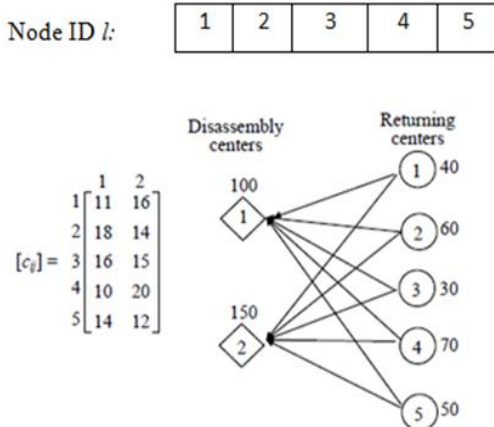 Node ID l: 1 2 3 4 5
Disassembly centers
Returning centers
100
1
150
2
1 40
2 60
3 30
4 70
5 50
1 2
1 11 16
2 18 14
[cij] = 3 16 15
4 10 20
5 14 12